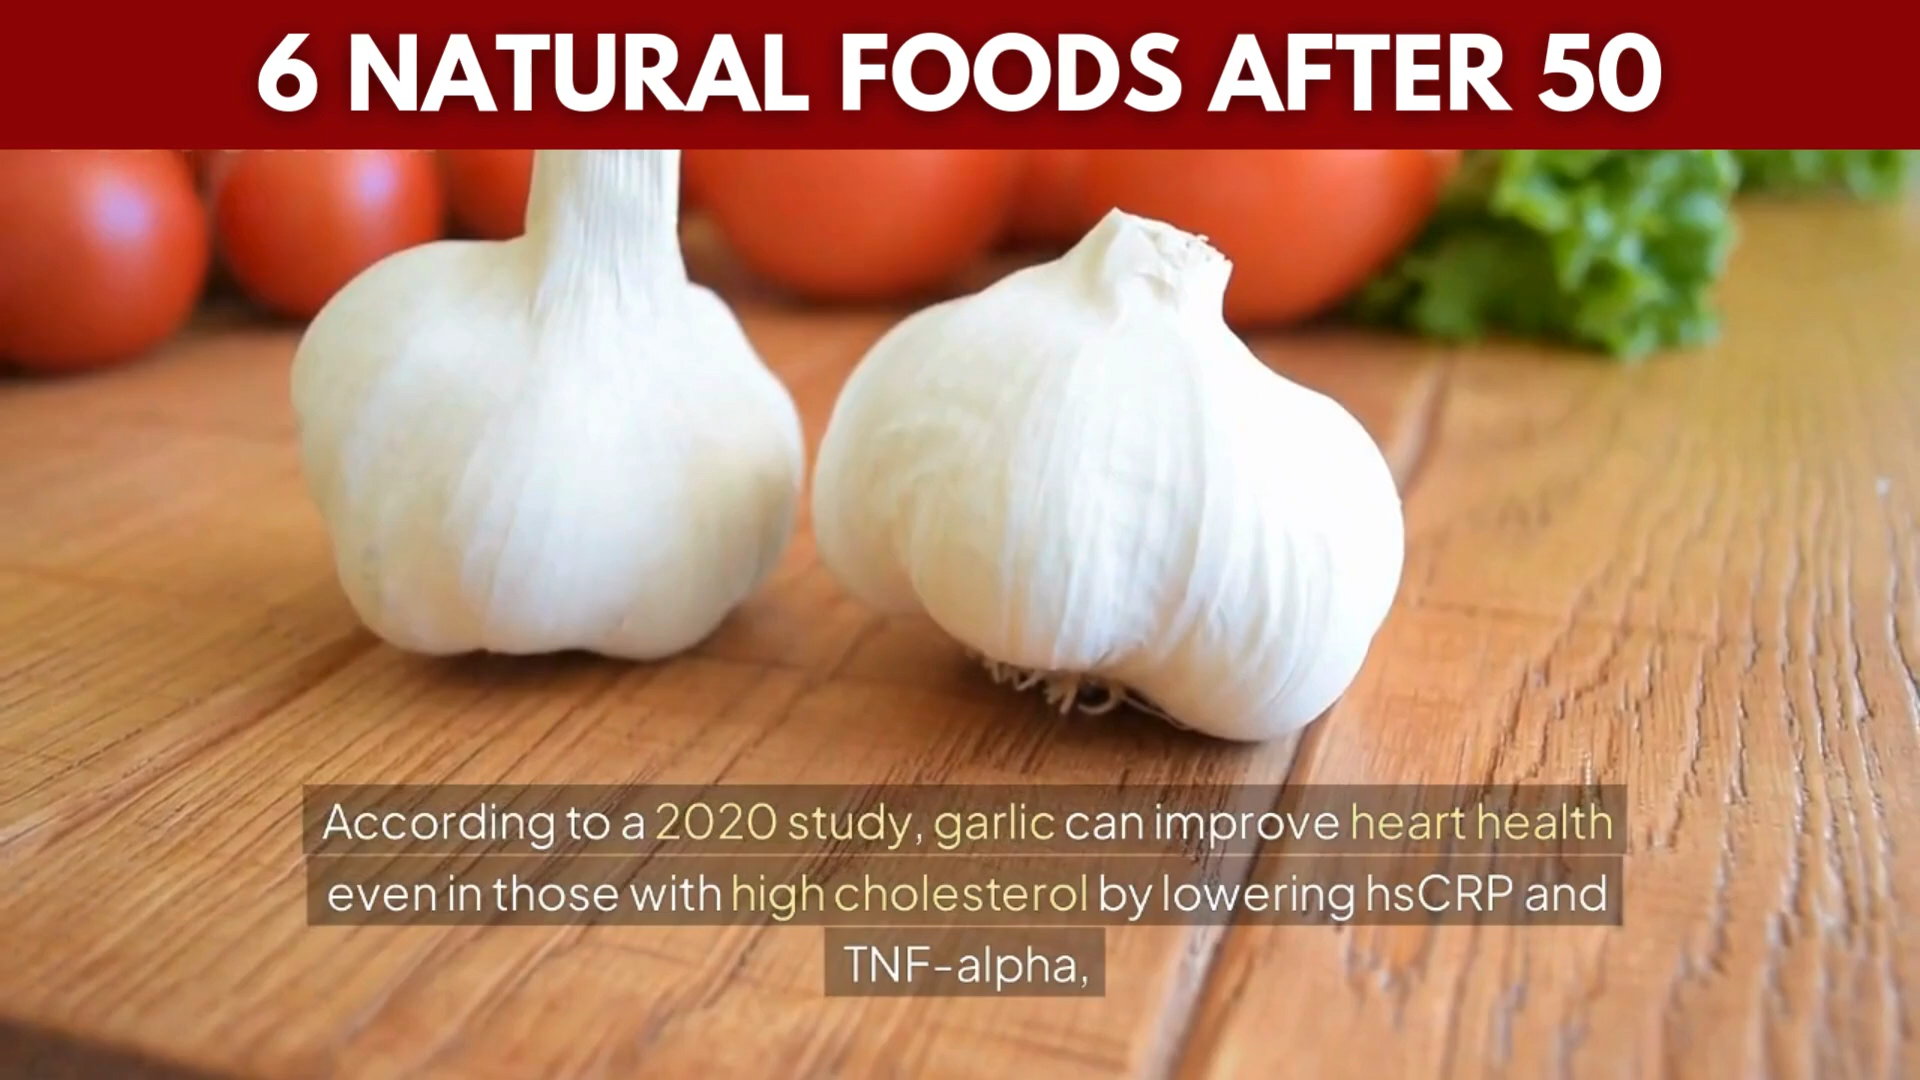 6 NATURAL FOODS AFTER 50
According to a 2020 study, garlic can improve heart health
even in those with high cholesterol by lowering hsCRP and
TNF-alpha,